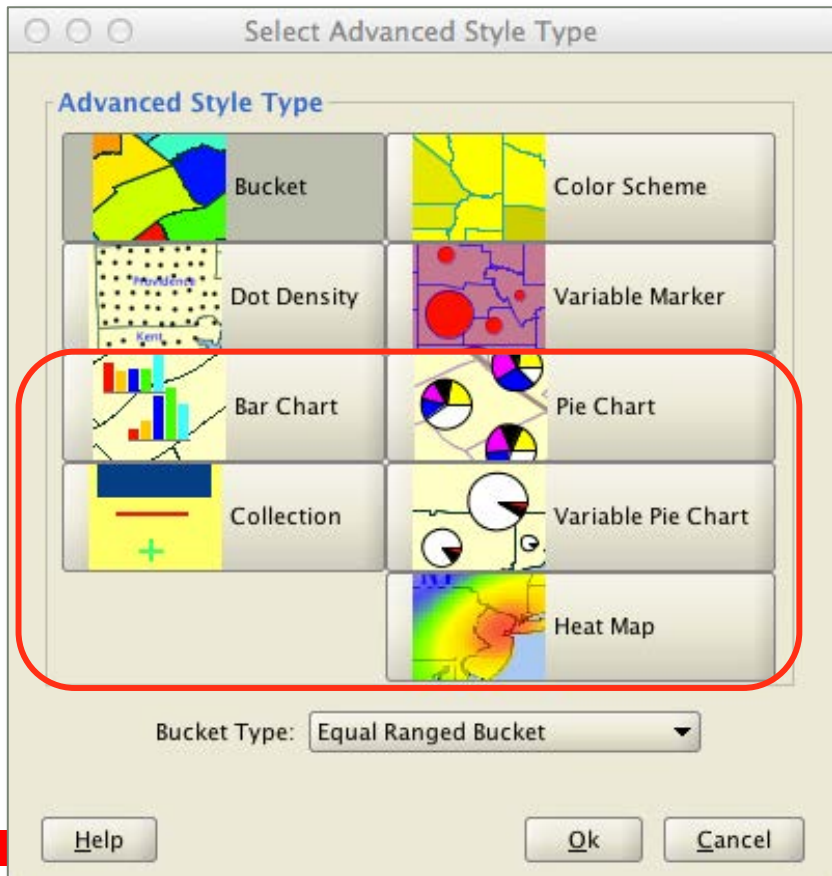 Select Advanced Style Type
Advanced Style Type
Bucket
Color Scheme
Dot Density
Providence
Kent
Variable Marker
Bar Chart
Pie Chart
Collection
Variable Pie Chart
Heat Map
Bucket Type: Equal Ranged Bucket
Help
Ok
Cancel